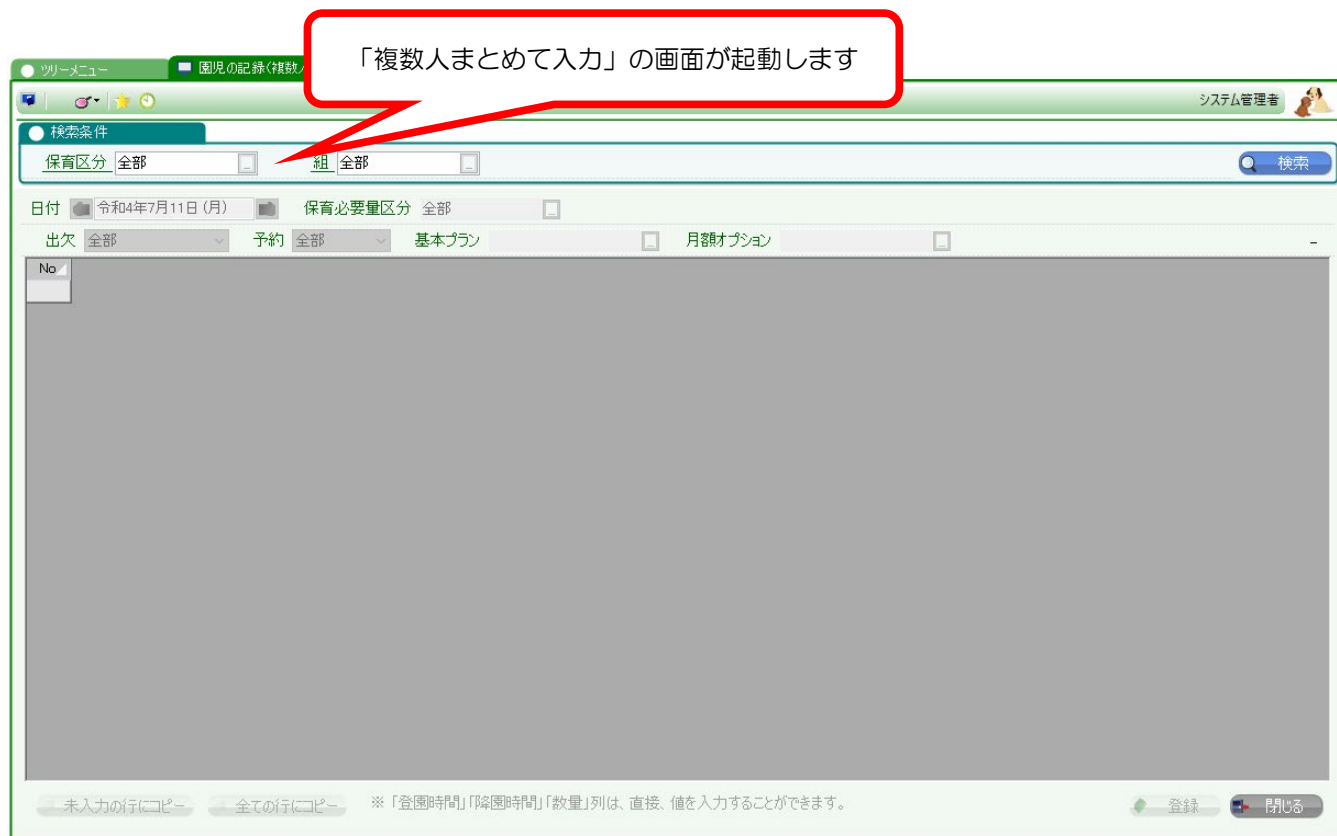 「複数人まとめて入力」の画面が起動します
ツリーメニュー 園児の記録(複数
システム管理者
検索条件
保育区分 全部 組 全部 検索
日付 令和4年7月11日(月) 保育必要量区分 全部
出欠 全部 予約 全部 基本プラン 月額オプション -
No
未入力の行にコピー 全ての行にコピー ※「登園時間」「降園時間」「数量」列は、直接、値を入力することができます。 登録 閉じる